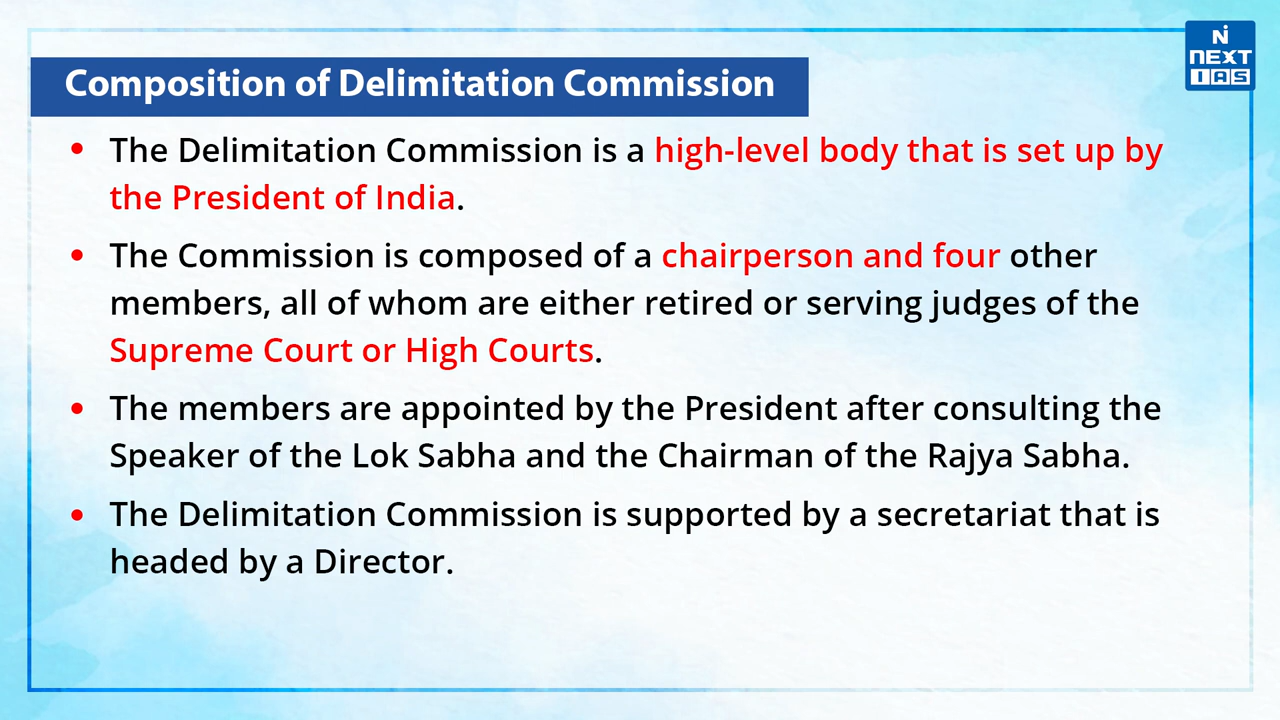 NEXT
IAS
Composition of Delimitation Commission
• The Delimitation Commission is a high-level body that is set up by
the President of India.
• The Commission is composed of a chairperson and four other
members, all of whom are either retired or serving judges of the
Supreme Court or High Courts.
• The members are appointed by the President after consulting the
Speaker of the Lok Sabha and the Chairman of the Rajya Sabha.
• The Delimitation Commission is supported by a secretariat that is
headed by a Director.